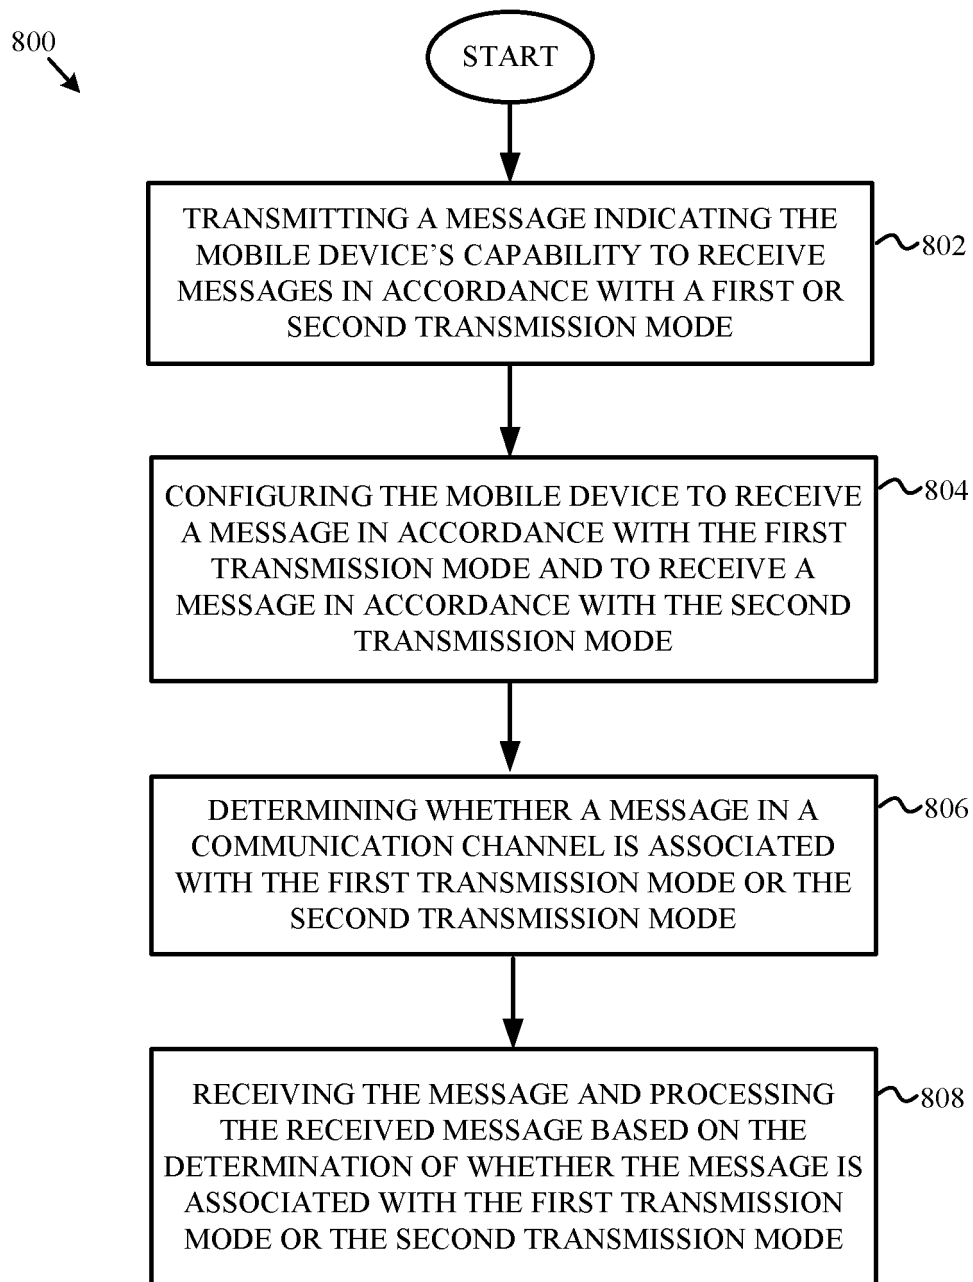 800
START
TRANSMITTING A MESSAGE INDICATING THE
MOBILE DEVICE’S CAPABILITY TO RECEIVE
MESSAGES IN ACCORDANCE WITH A FIRST OR
SECOND TRANSMISSION MODE
802
CONFIGURING THE MOBILE DEVICE TO RECEIVE
A MESSAGE IN ACCORDANCE WITH THE FIRST
TRANSMISSION MODE AND TO RECEIVE A
MESSAGE IN ACCORDANCE WITH THE SECOND
TRANSMISSION MODE
804
DETERMINING WHETHER A MESSAGE IN A
COMMUNICATION CHANNEL IS ASSOCIATED
WITH THE FIRST TRANSMISSION MODE OR THE
SECOND TRANSMISSION MODE
806
RECEIVING THE MESSAGE AND PROCESSING
THE RECEIVED MESSAGE BASED ON THE
DETERMINATION OF WHETHER THE MESSAGE IS
ASSOCIATED WITH THE FIRST TRANSMISSION
MODE OR THE SECOND TRANSMISSION MODE
808